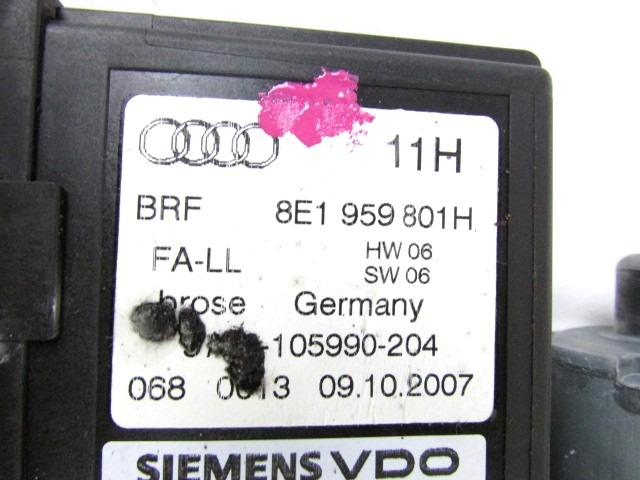 11H
BRF 8E1 959 801H
FA-LL HW 06
SW 06
brose Germany
-105990-204
068 13 09.10.2007
SIEMENS VDO